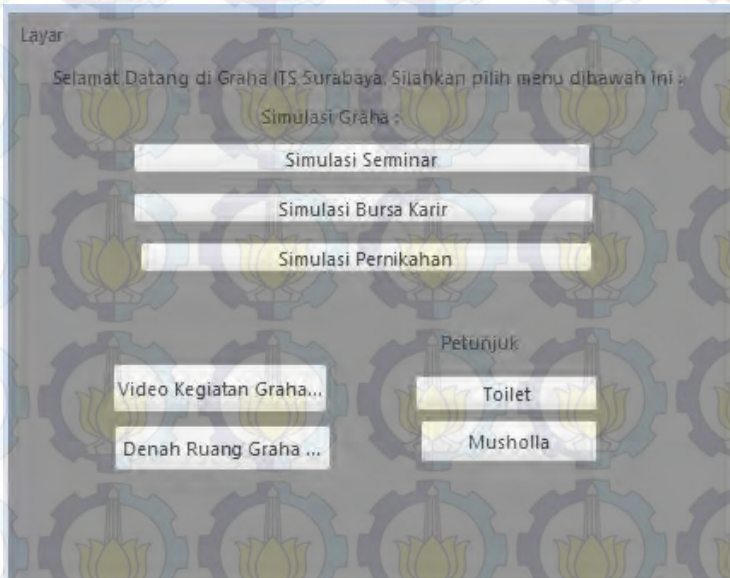 Layar
Selamat Datang di Graha ITS Surabaya. Silahkan pilih menu dibawah ini :
Simulasi Graha :
Simulasi Seminar
Simulasi Bursa Karir
Simulasi Pernikahan
Petunjuk
Video Kegiatan Graha...
Toilet
Denah Ruang Graha ...
Musholla